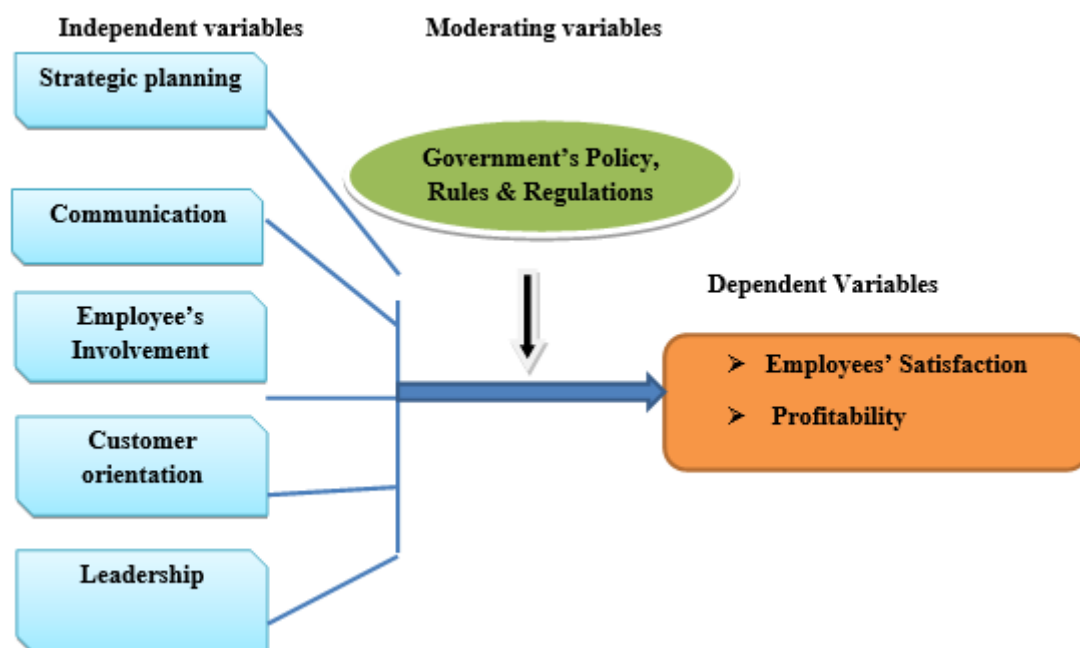 Independent variables
Moderating variables
Strategic planning
Government’s Policy,
Rules & Regulations
Communication
Dependent Variables
Employee’s
Involvement
➢ Employees’ Satisfaction
➢ Profitability
Customer
orientation
Leadership